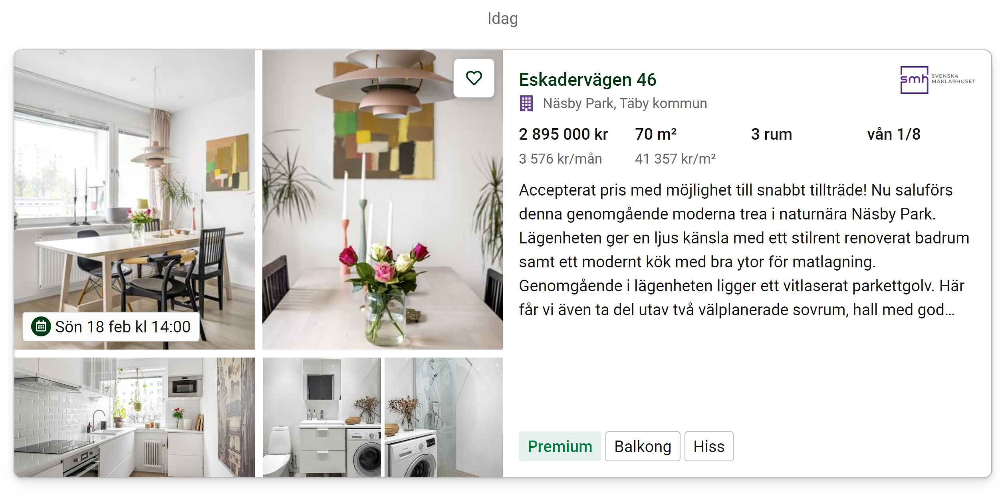 Idag
Sön 18 feb kl 14:00
Eskadervägen 46
smh SVENSKA
MÄKLARHUSET
Näsby Park, Täby kommun
2 895 000 kr 70 m² 3 rum vån 1/8
3 576 kr/mån 41 357 kr/m²
Accepterat pris med möjlighet till snabbt tillträde! Nu saluförs
denna genomgående moderna trea i naturnära Näsby Park.
Lägenheten ger en ljus känsla med ett stilrent renoverat badrum
samt ett modernt kök med bra ytor för matlagning.
Genomgående i lägenheten ligger ett vitlaserat parkettgolv. Här
får vi även ta del utav två välplanerade sovrum, hall med god…
Premium Balkong Hiss